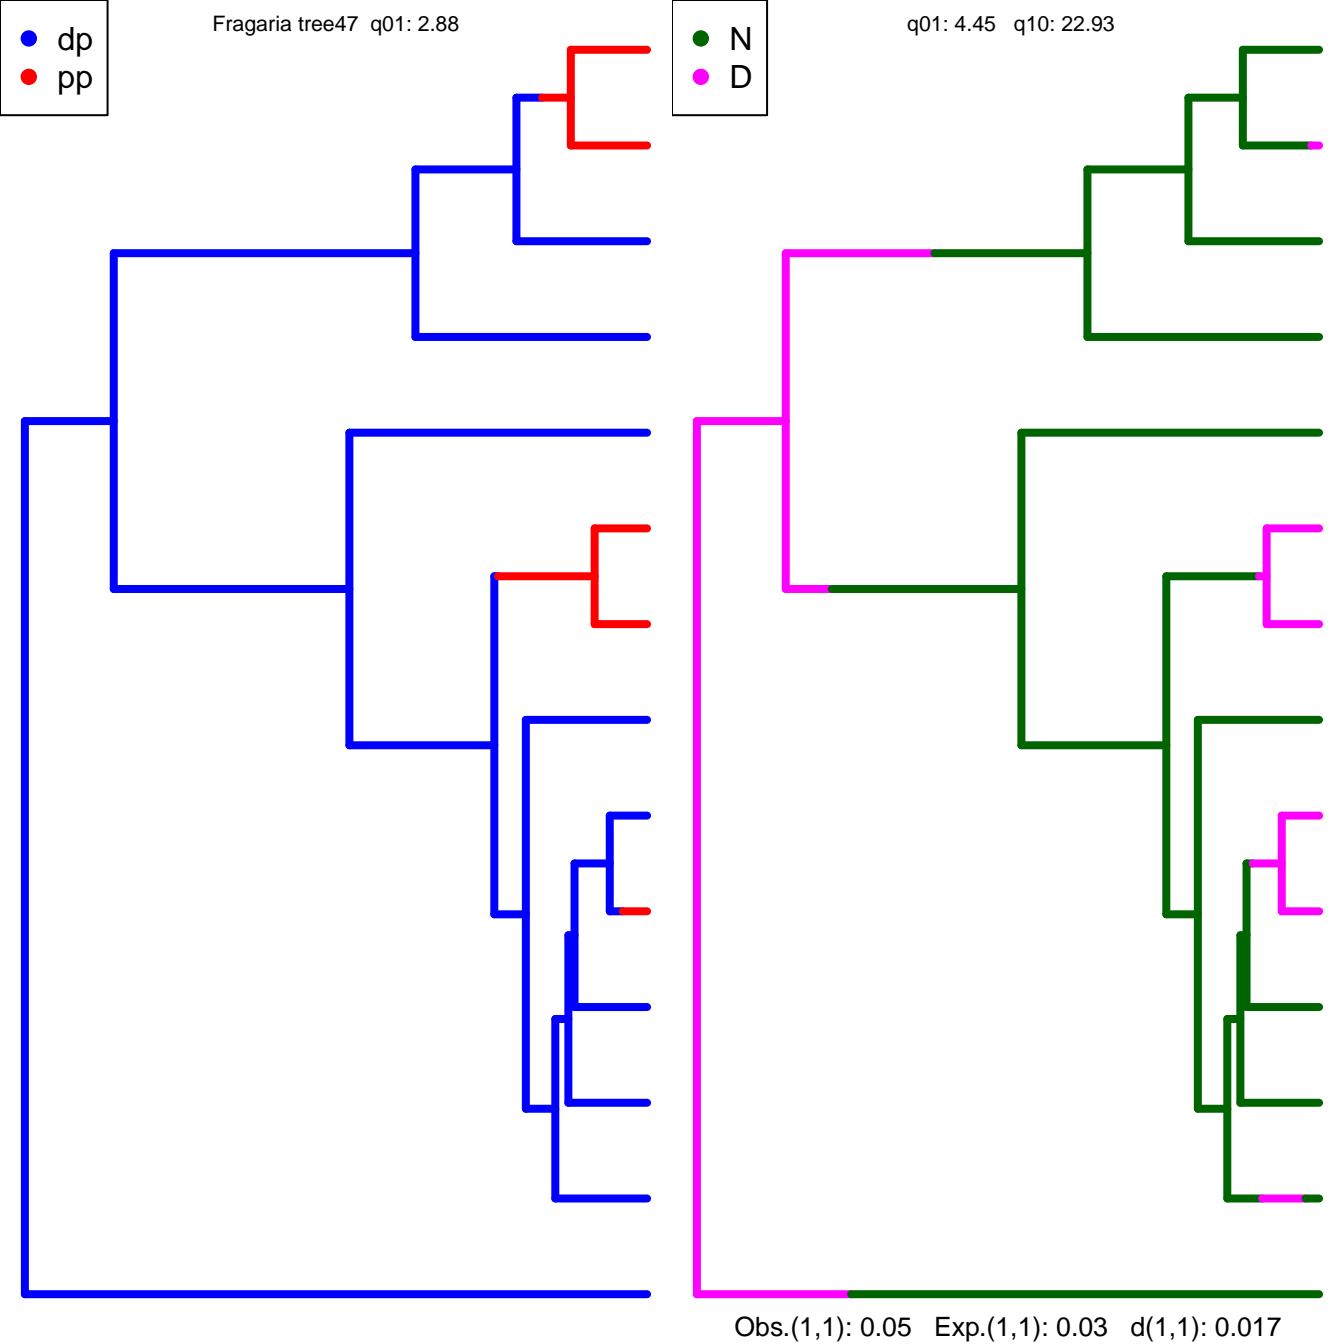 dp
pp
Fragaria tree47  q01: 2.88
N
D
q01: 4.45   q10: 22.93
Obs.(1,1): 0.05   Exp.(1,1): 0.03   d(1,1): 0.017